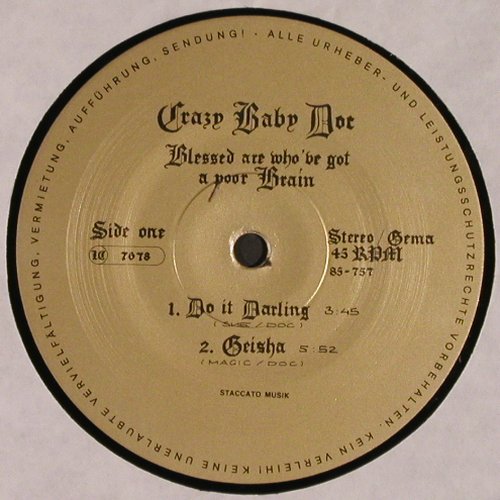 ALLE URHEBER- UND LEISTUNGSSCHUTZRECHTE VORBEHALTEN. KEIN VERLEIH! KEINE UNERLAUBTE VERVIELFÄLTIGUNG, VERMIETUNG, AUFFÜHRUNG, SENDUNG! ·
Crazy Baby Doc
Blessed are who've got
a poor Brain
Side one
LC 7078
Stereo/Gema
45 RPM
85-757
1. Do it Darling 3:45
(SUE/DOC)
2. Geisha 5:52
(MAGIC/DOC)
STACCATO MUSIK